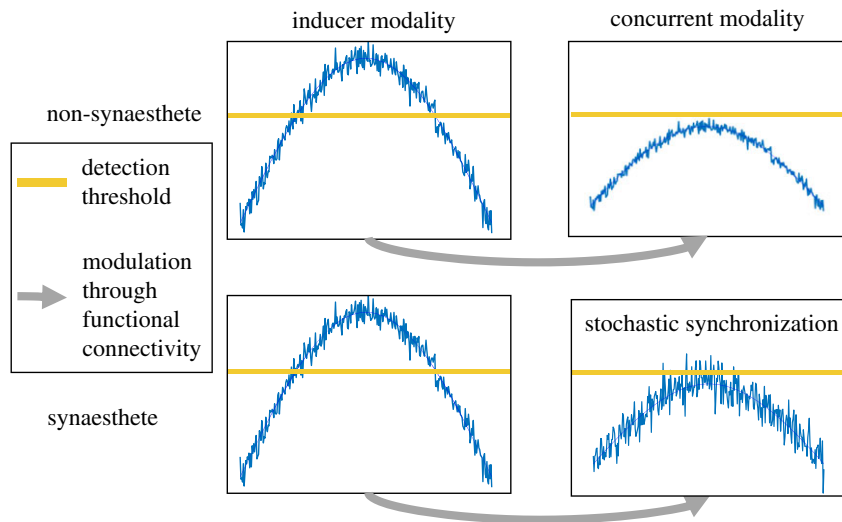 inducer modality
concurrent modality
non-synaesthete
detection
threshold
modulation
through
functional
connectivity
stochastic synchronization
synaesthete